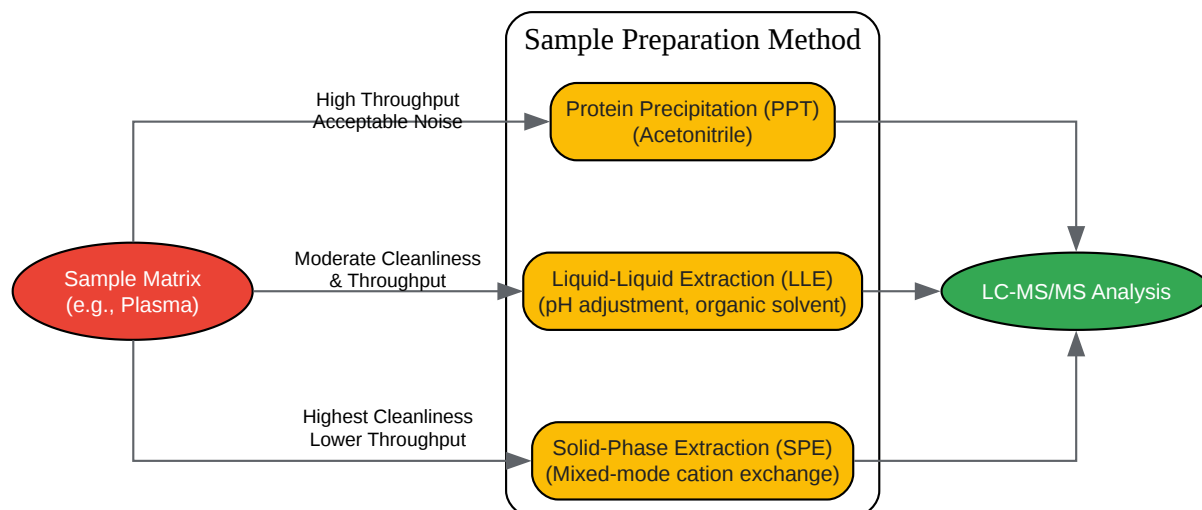 Sample Preparation Method
High Throughput
Acceptable Noise
Protein Precipitation (PPT)
(Acetonitrile)
Sample Matrix
(e.g., Plasma)
Moderate Cleanliness
& Throughput
Liquid-Liquid Extraction (LLE)
(pH adjustment, organic solvent)
LC-MS/MS Analysis
Highest Cleanliness
Lower Throughput
Solid-Phase Extraction (SPE)
(Mixed-mode cation exchange)